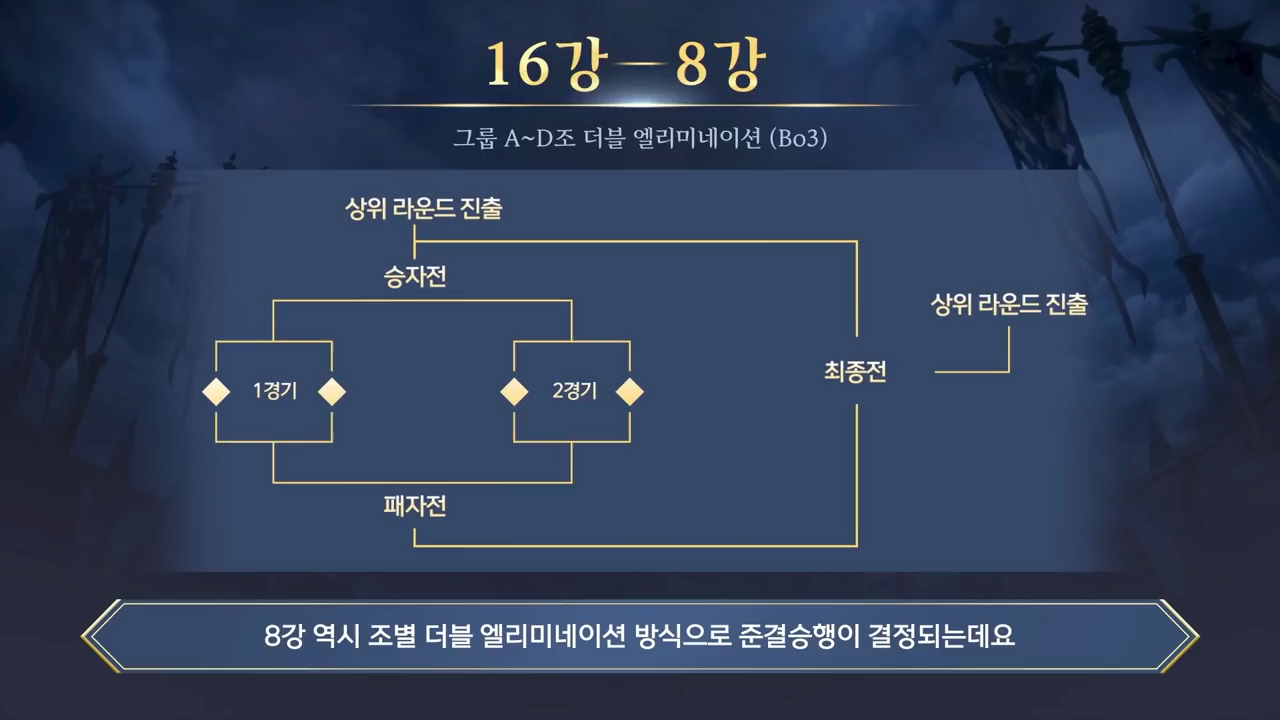 16강—8강
그룹 A~D조 더블 엘리미네이션 (Bo3)
상위 라운드 진출
승자전
상위 라운드 진출
최종전
1경기
2경기
패자전
8강 역시 조별 더블 엘리미네이션 방식으로 준결승행이 결정되는데요